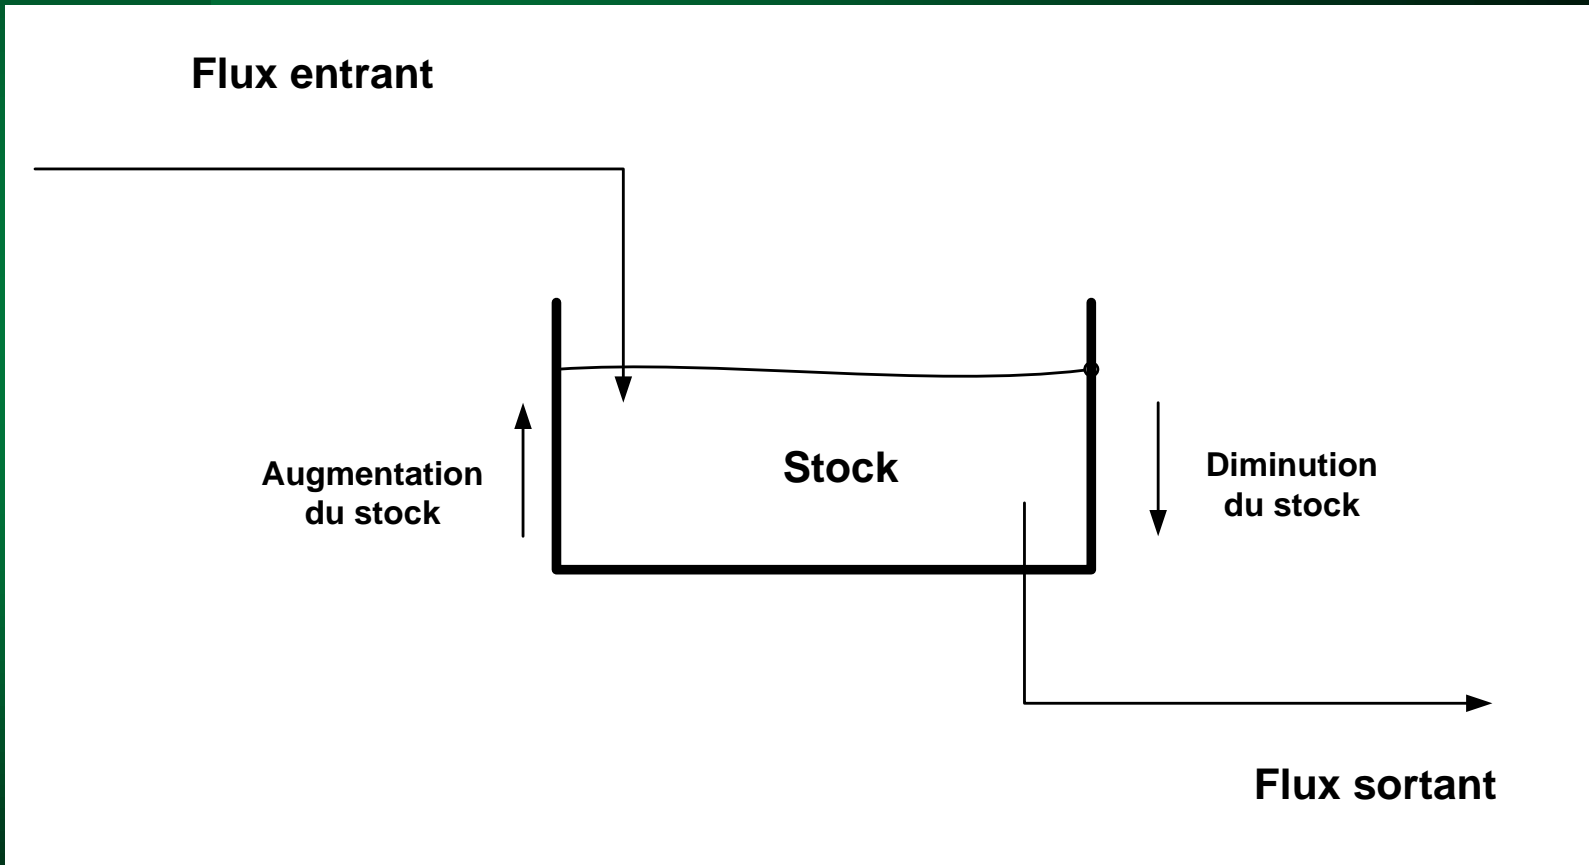 Flux entrant
Augmentation
du stock
Stock
Diminution
du stock
Flux sortant